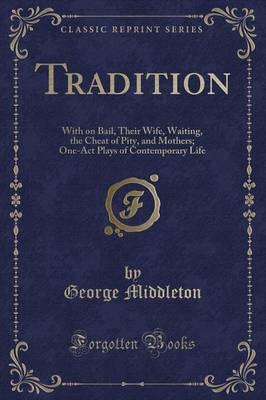 CLASSIC REPRINT SERIES
TRADITION
With on Bail, Their Wife, Waiting,
the Cheat of Pity, and Mothers;
One-Act Plays of Contemporary Life
F
by
George Middleton
Forgotten Books